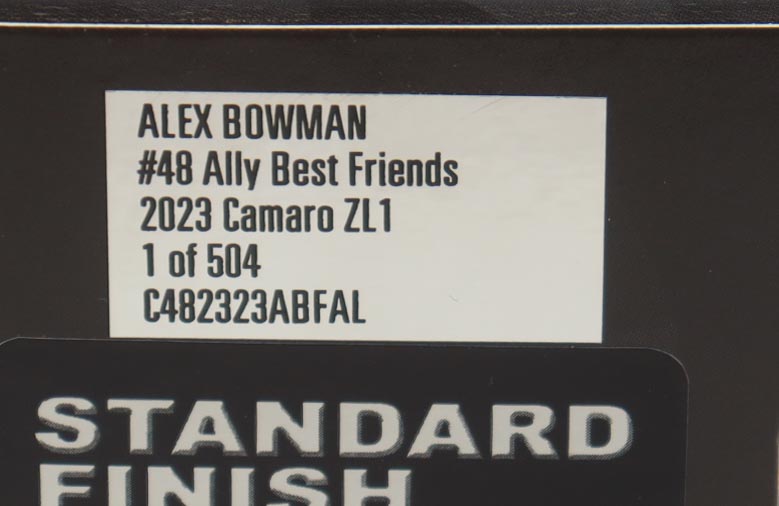 ALEX BOWMAN
#48 Ally Best Friends
2023 Camaro ZL1
1 of 504
C482323ABFAL
STANDARD
FINISH